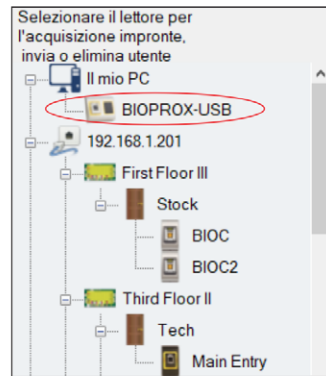 Selezionare il lettore per
l'acquisizione impronte,
invia o elimina utente
Il mio PC
BIOPROX-USB
192.168.1.201
First Floor III
Stock
BIOC
BIOC2
Third Floor II
Tech
Main Entry